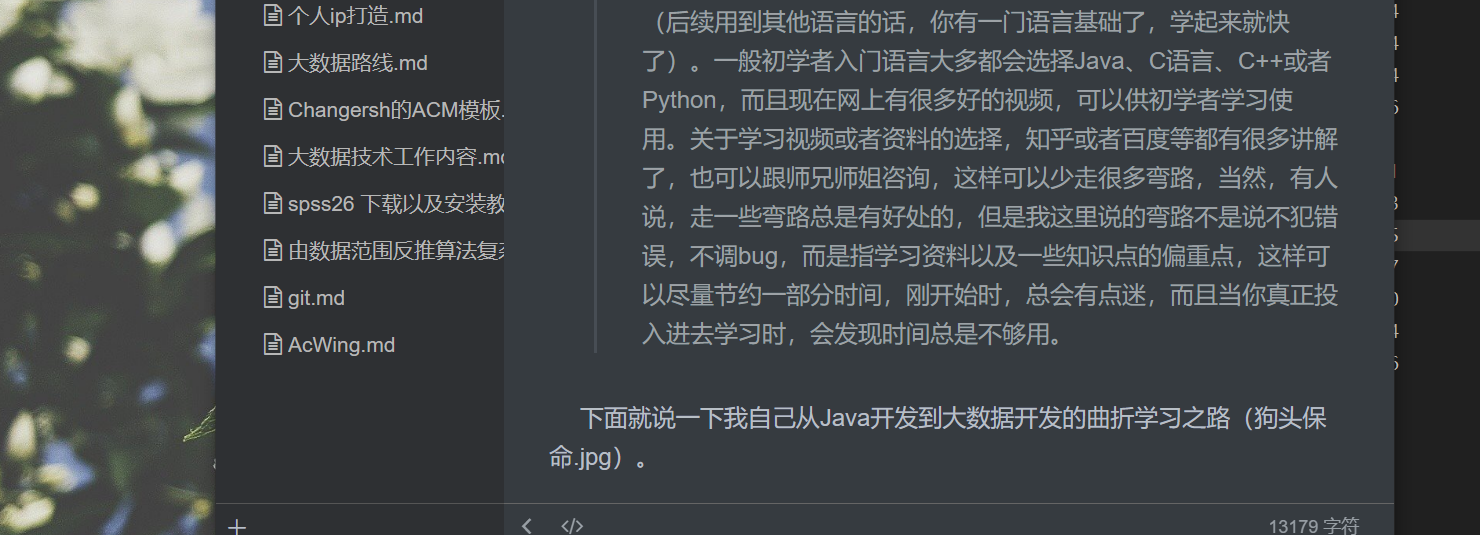 个人ip打造.md
大数据路线.md
Changersh的ACM模板.
大数据技术工作内容.md
spss26 下载以及安装教
由数据范围反推算法复杂
git.md
AcWing.md
（后续用到其他语言的话，你有一门语言基础了，学起来就快
了）。一般初学者入门语言大多都会选择Java、C语言、C++或者
Python，而且现在网上有很多好的视频，可以供初学者学习使
用。关于学习视频或者资料的选择，知乎或者百度等都有很多讲解
了，也可以跟师兄师姐咨询，这样可以少走很多弯路，当然，有人
说，走一些弯路总是有好处的，但是我这里说的弯路不是说不犯错
误，不调bug，而是指学习资料以及一些知识点的偏重点，这样可
以尽量节约一部分时间，刚开始时，总会有点迷，而且当你真正投
入进去学习时，会发现时间总是不够用。
下面就说一下我自己从Java开发到大数据开发的曲折学习之路（狗头保
命.jpg）。
13179 字符